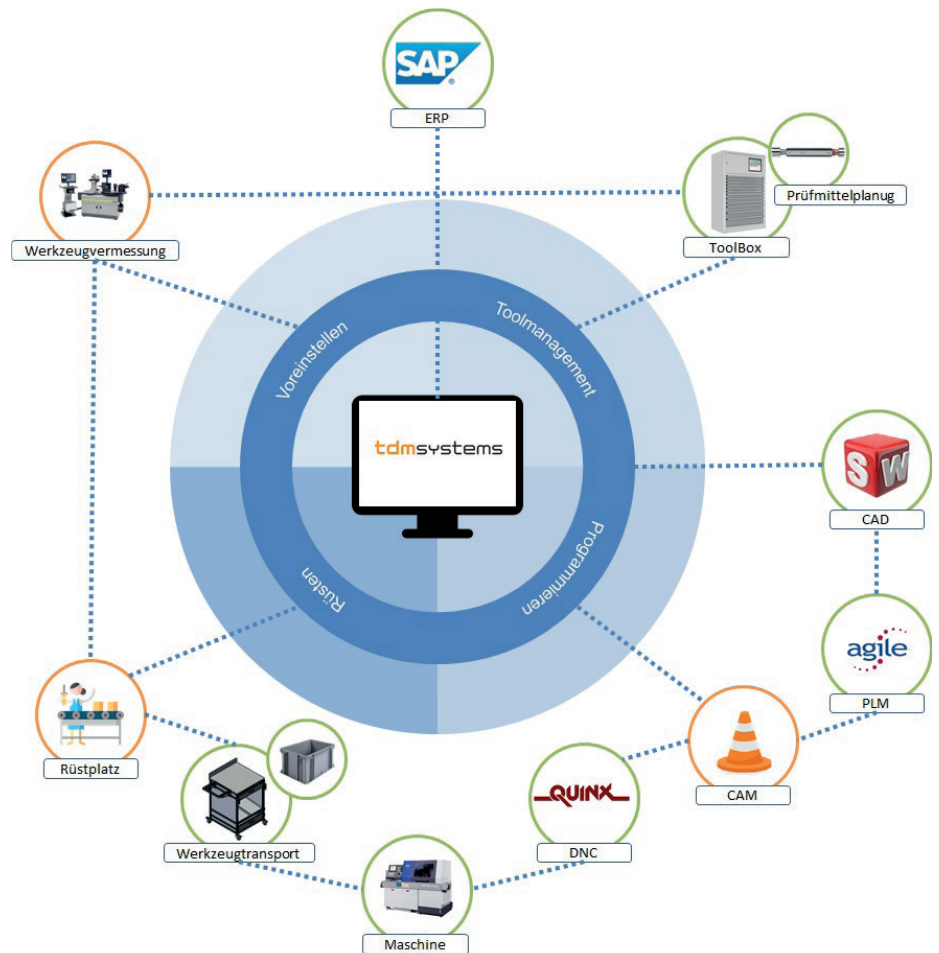 SAP
®
ERP
Prüfmittelplanug
ToolBox
Werkzeugvermessung
Voreinstellen
Toolmanagement
tdmsystems
S W
CAD
Programmieren
Rüsten
agile
PLM
Rüstplatz
CAM
QUINX
DNC
Werkzeugtransport
Maschine